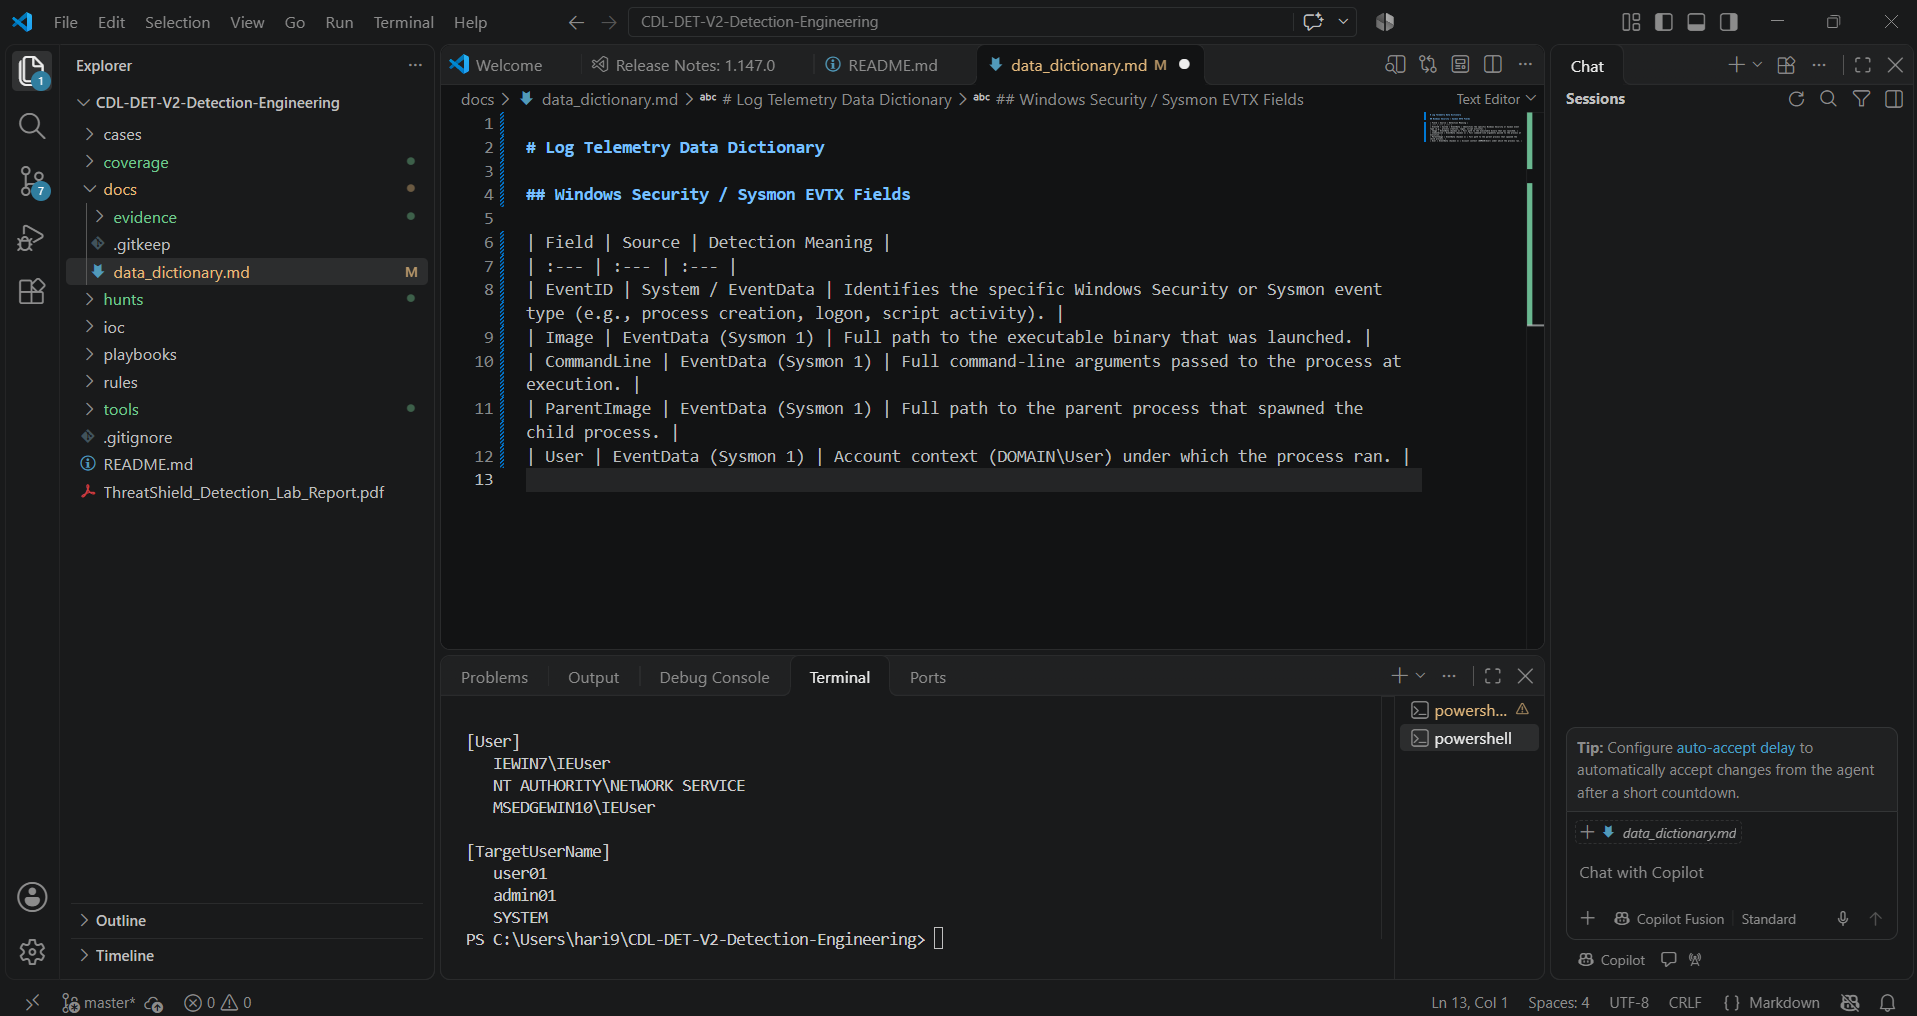 File Edit Selection View Go Run Terminal Help
CDL-DET-V2-Detection-Engineering
Explorer
1
CDL-DET-V2-Detection-Engineering
cases
coverage
docs
evidence
.gitkeep
data_dictionary.md M
hunts
ioc
playbooks
rules
tools
.gitignore
README.md
ThreatShield_Detection_Lab_Report.pdf
7
Outline
Timeline
Welcome
Release Notes: 1.147.0
README.md
data_dictionary.md M
docs > data_dictionary.md > abc # Log Telemetry Data Dictionary > abc ## Windows Security / Sysmon EVTX Fields
Text Editor
1
2 # Log Telemetry Data Dictionary
3
4 ## Windows Security / Sysmon EVTX Fields
5
6 | Field | Source | Detection Meaning |
7 | :--- | :--- | :--- |
8 | EventID | System / EventData | Identifies the specific Windows Security or Sysmon event
type (e.g., process creation, logon, script activity). |
9 | Image | EventData (Sysmon 1) | Full path to the executable binary that was launched. |
10 | CommandLine | EventData (Sysmon 1) | Full command-line arguments passed to the process at
execution. |
11 | ParentImage | EventData (Sysmon 1) | Full path to the parent process that spawned the
child process. |
12 | User | EventData (Sysmon 1) | Account context (DOMAIN\User) under which the process ran. |
13
Problems Output Debug Console Terminal Ports
[User]
IEWIN7\IEUser
NT AUTHORITY\NETWORK SERVICE
MSEDGEWIN10\IEUser
[TargetUserName]
user01
admin01
SYSTEM
PS C:\Users\hari9\CDL-DET-V2-Detection-Engineering>
powersh...
powershell
Chat
Sessions
Tip: Configure auto-accept delay to
automatically accept changes from the agent
after a short countdown.
data_dictionary.md
Chat with Copilot
Copilot Fusion Standard
Copilot
master* 0 0
Ln 13, Col 1 Spaces: 4 UTF-8 CRLF { } Markdown